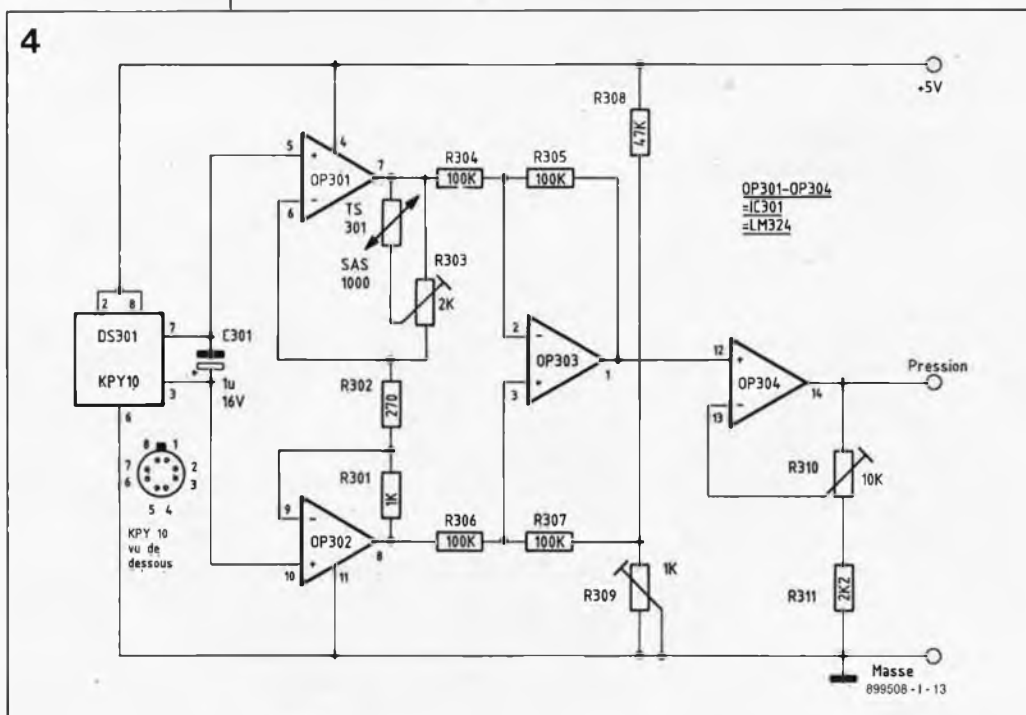 4
+5V
R308
47K
5
4
+
OP301
7
-
6
R304
100K
R305
100K
TS
301
SAS
1000
R303
2K
OP301-OP304
=IC301
=LM324
2
8
DS301
KPY10
7
3
6
C301
+
1u
16V
R302
270
2
-
OP303
+
3
1
12
+
OP304
-
13
14
Pression
8
1
7
2
6
3
5
4
KPY 10
vu de
dessous
R301
1K
9
-
OP302
+
10
11
8
R306
100K
R307
100K
R310
10K
1K
R309
R311
2K2
Masse
899508-I-13